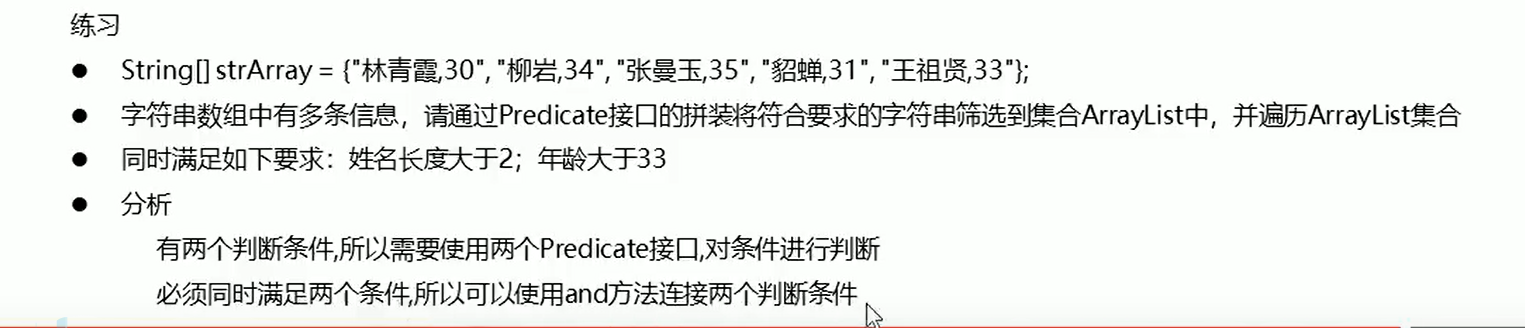 练习
● String[] strArray = {"林青霞,30", "柳岩,34", "张曼玉,35", "貂蝉,31", "王祖贤,33"};
● 字符串数组中有多条信息，请通过Predicate接口的拼装将符合要求的字符串筛选到集合ArrayList中，并遍历ArrayList集合
● 同时满足如下要求：姓名长度大于2；年龄大于33
● 分析
有两个判断条件,所以需要使用两个Predicate接口,对条件进行判断
必须同时满足两个条件,所以可以使用and方法连接两个判断条件